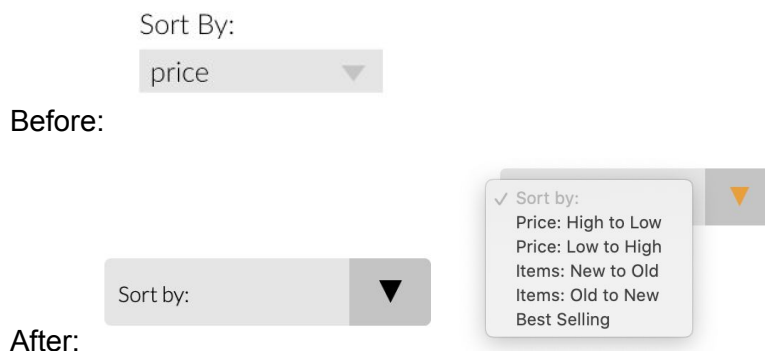 Sort By:
price
Before:
Sort by:
Price: High to Low
Price: Low to High
Items: New to Old
Items: Old to New
Best Selling
Sort by:
After: